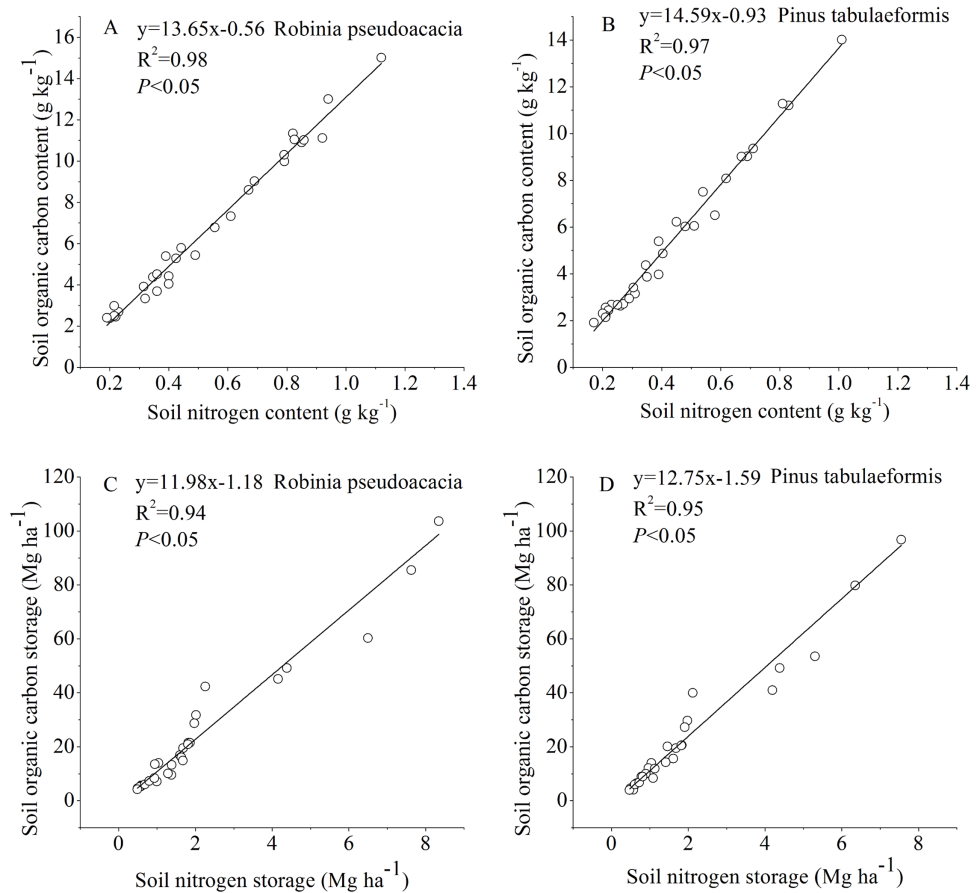 A y=13.65x-0.56 Robinia pseudoacacia
R²=0.98
P<0.05
16
14
12
10
8
6
4
2
0
0.2 0.4 0.6 0.8 1.0 1.2 1.4
Soil organic carbon content (g kg⁻¹)
Soil nitrogen content (g kg⁻¹)
B y=14.59x-0.93 Pinus tabulaeformis
R²=0.97
P<0.05
14
12
10
8
6
4
2
0
0.2 0.4 0.6 0.8 1.0 1.2 1.4
Soil organic carbon content (g kg⁻¹)
Soil nitrogen content (g kg⁻¹)
C y=11.98x-1.18 Robinia pseudoacacia
R²=0.94
P<0.05
120
100
80
60
40
20
0
0 2 4 6 8
Soil organic carbon storage (Mg ha⁻¹)
Soil nitrogen storage (Mg ha⁻¹)
D y=12.75x-1.59 Pinus tabulaeformis
R²=0.95
P<0.05
120
100
80
60
40
20
0
0 2 4 6 8
Soil organic carbon storage (Mg ha⁻¹)
Soil nitrogen storage (Mg ha⁻¹)